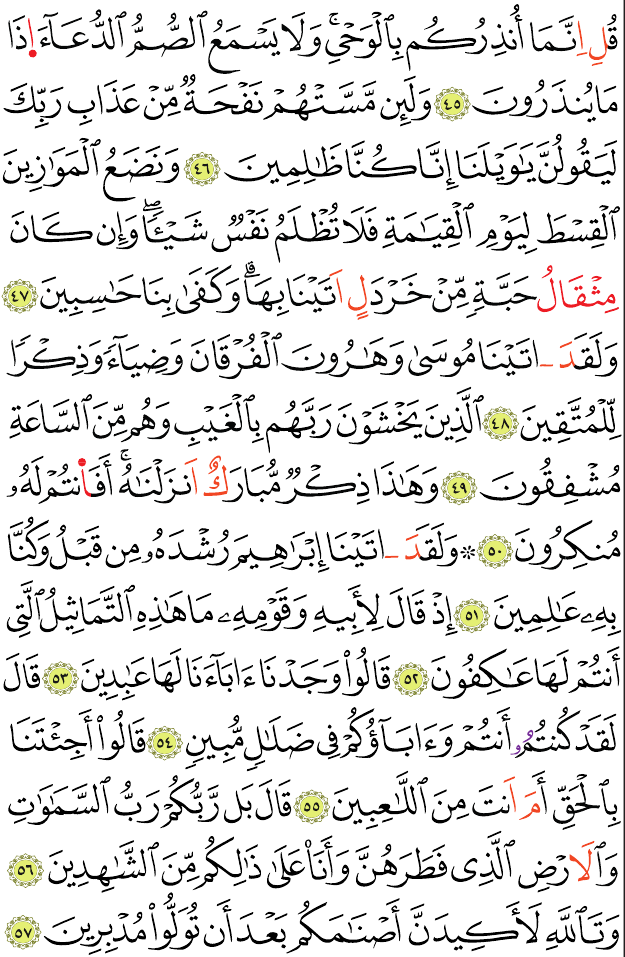 قُلِ اِنَّمَا أُنذِرُكُم بِالْوَحْيِ ۚ وَلَا يَسْمَعُ ٱلصُّمُّ ٱلدُّعَآءَ اِذَا
مَا يُنذَرُونَ ٤٥ وَلَئِن مَّسَّتْهُمْ نَفْحَةٌ مِّنْ عَذَابِ رَبِّكَ
لَيَقُولُنَّ يَٰوَيْلَنَا إِنَّا كُنَّا ظَٰلِمِينَ ٤٦ وَنَضَعُ ٱلْمَوَٰزِينَ
ٱلْقِسْطَ لِيَوْمِ ٱلْقِيَٰمَةِ فَلَا تُظْلَمُ نَفْسٌ شَيْـًٔا ۖ وَإِن كَانَ
مِثْقَالُ حَبَّةٍ مِّنْ خَرْدَلٍ اَتَيْنَا بِهَا ۗ وَكَفَىٰ بِنَا حَٰسِبِينَ ٤٧
وَلَقَدَ اتَيْنَا مُوسَىٰ وَهَٰرُونَ ٱلْفُرْقَانَ وَضِيَآءً وَذِكْرًا
لِّلْمُتَّقِينَ ٤٨ ٱلَّذِينَ يَخْشَوْنَ رَبَّهُم بِٱلْغَيْبِ وَهُم مِّنَ ٱلسَّاعَةِ
مُشْفِقُونَ ٤٩ وَهَٰذَا ذِكْرٌ مُّبَارَكٌ اَنزَلْنَٰهُ ۚ أَفَاَنتُمْ لَهُۥ
مُنكِرُونَ ٥٠ ۞ وَلَقَدَ اتَيْنَا إِبْرَٰهِيمَ رُشْدَهُۥ مِن قَبْلُ وَكُنَّا
بِهِۦ عَٰلِمِينَ ٥١ إِذْ قَالَ لِأَبِيهِ وَقَوْمِهِۦ مَا هَٰذِهِ ٱلتَّمَاثِيلُ ٱلَّتِى
أَنتُمْ لَهَا عَٰكِفُونَ ٥٢ قَالُوا۟ وَجَدْنَا ءَابَآءَنَا لَهَا عَٰبِدِينَ ٥٣ قَالَ
لَقَدْ كُنتُمُۥ أَنتُمْ وَءَابَآؤُكُمْ فِى ضَلَٰلٍ مُّبِينٍ ٥٤ قَالُوٓا۟ أَجِئْتَنَا
بِٱلْحَقِّ أَمَ اَنتَ مِنَ ٱللَّٰعِبِينَ ٥٥ قَالَ بَل رَّبُّكُمْ رَبُّ ٱلسَّمَٰوَٰتِ
وَٱلَارْضِ ٱلَّذِى فَطَرَهُنَّ وَأَنَا۠ عَلَىٰ ذَٰلِكُم مِّنَ ٱلشَّٰهِدِينَ ٥٦
وَتَٱللَّهِ لَأَكِيدَنَّ أَصْنَٰمَكُم بَعْدَ أَن تُوَلُّوا۟ مُدْبِرِينَ ٥٧